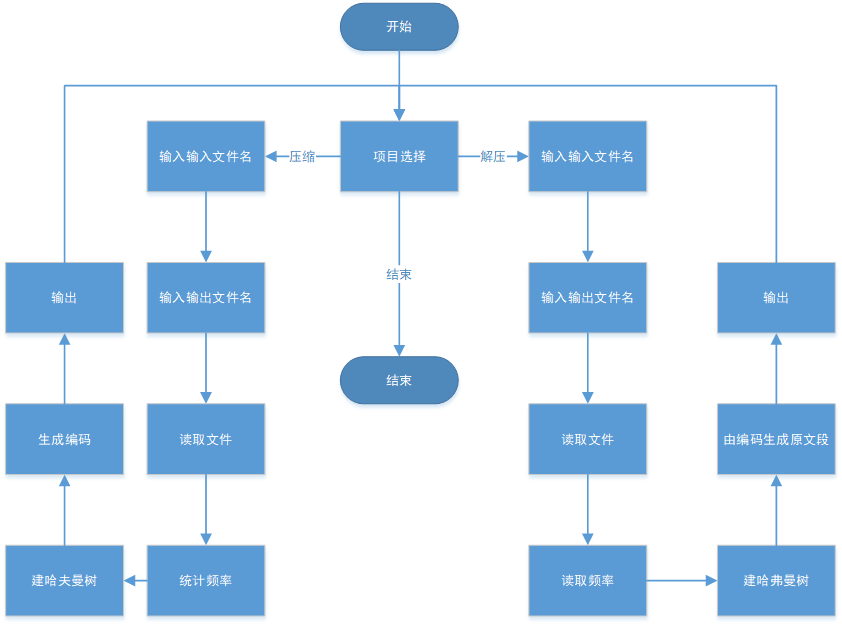 开始
输入输入文件名
压缩
项目选择
解压
输入输入文件名
结束
输出
输入输出文件名
输入输出文件名
输出
结束
生成编码
读取文件
读取文件
由编码生成原文段
建哈夫曼树
统计频率
读取频率
建哈弗曼树